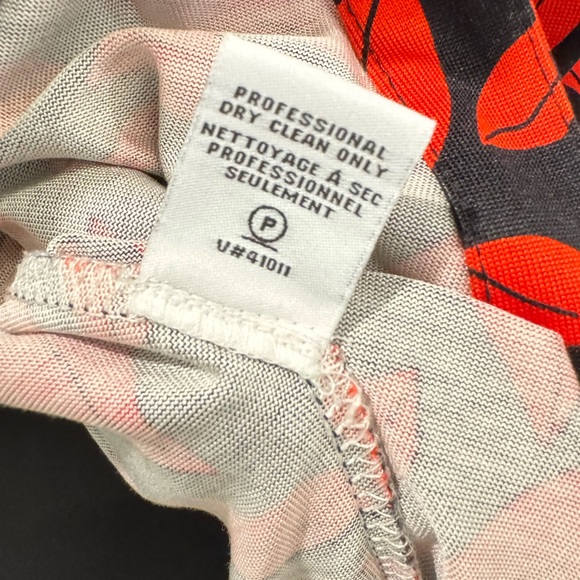 PROFESSIONAL
DRY CLEAN ONLY
NETTOYAGE À SEC
PROFESSIONNEL
SEULEMENT
P
V#41011